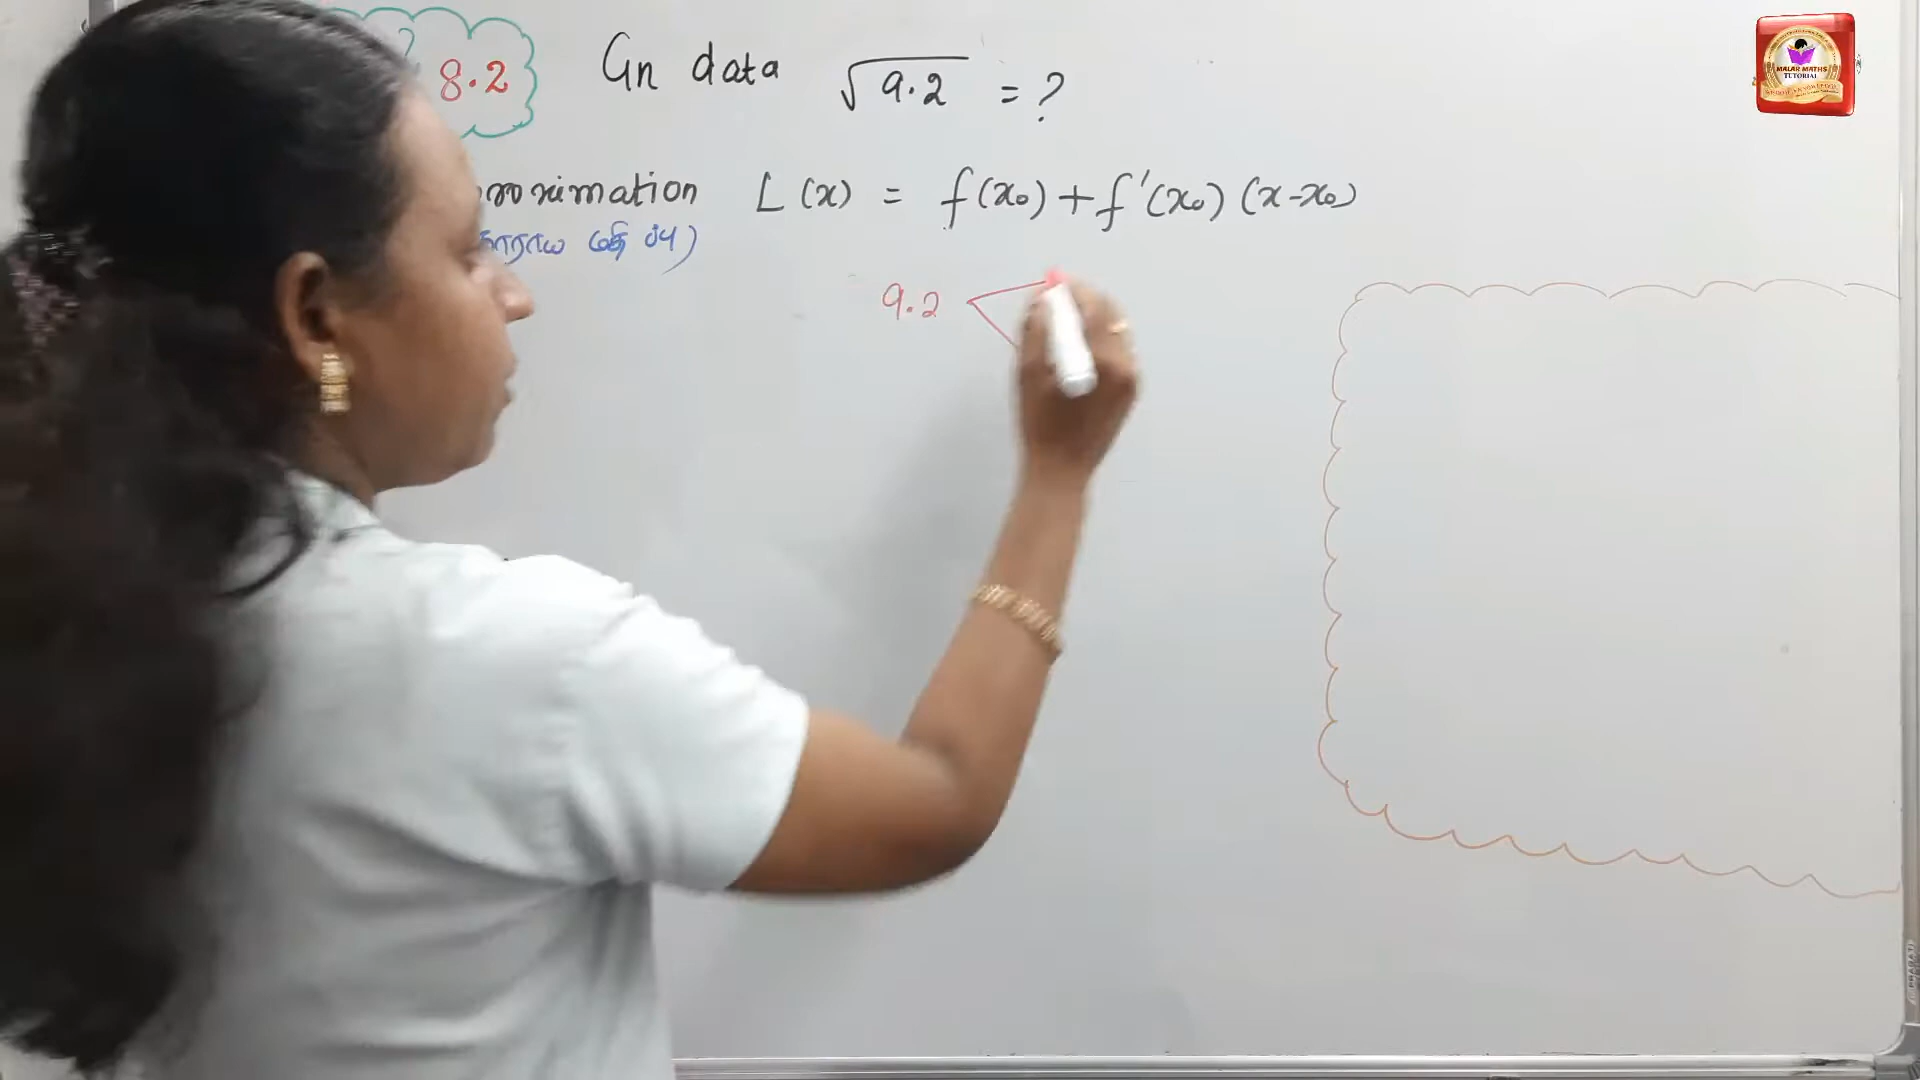 8.2
Gn data √9.2 = ?
roximation L(x) = f(x₀) + f'(x₀) (x-x₀)
தோராய மதிப்பு)
9.2
MALAR MATHS
TUTORIAL